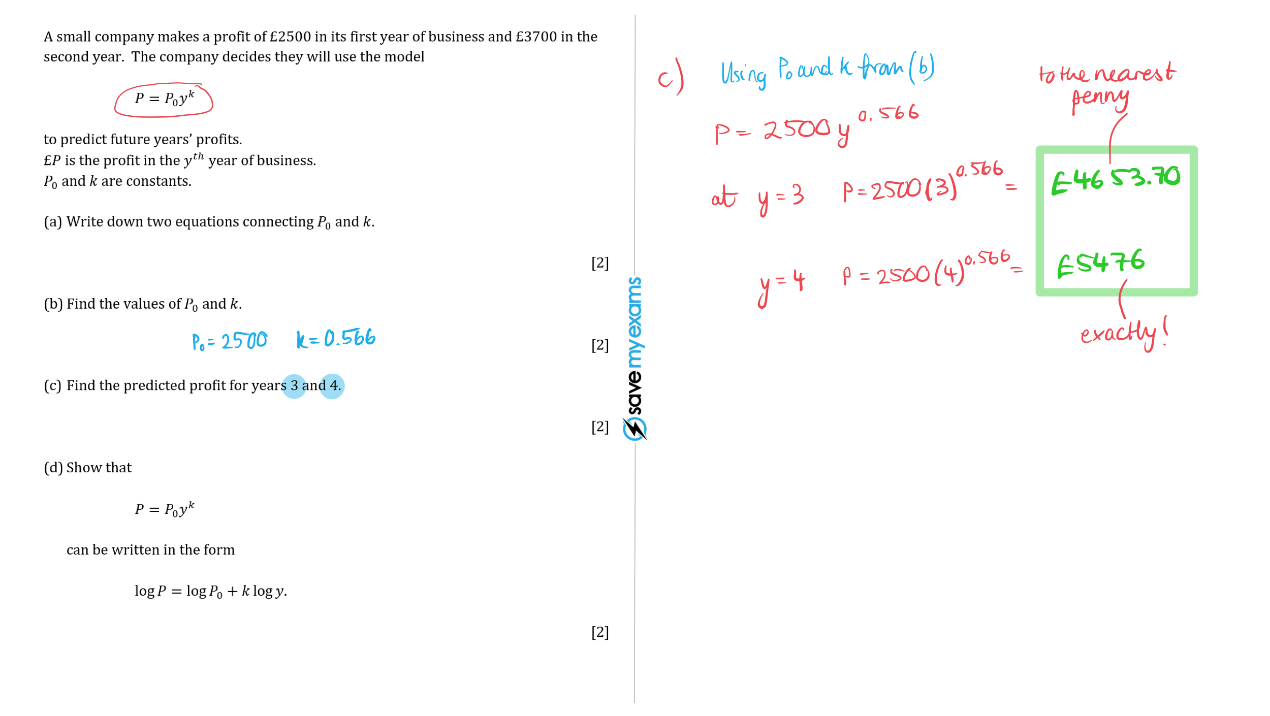 A small company makes a profit of £2500 in its first year of business and £3700 in the
second year. The company decides they will use the model
P = P₀yᵏ
to predict future years' profits.
£P is the profit in the yᵗʰ year of business.
P₀ and k are constants.
(a) Write down two equations connecting P₀ and k.
[2]
(b) Find the values of P₀ and k.
P₀ = 2500 k = 0.566
[2]
(c) Find the predicted profit for years 3 and 4.
[2]
(d) Show that
P = P₀yᵏ
can be written in the form
log P = log P₀ + k log y.
[2]
save my exams
c) Using P₀ and k from (b)
P = 2500 y^0.566
at y = 3 P = 2500(3)^0.566 =
£4653.70
to the nearest
penny
y = 4 P = 2500(4)^0.566 =
£5476
exactly!